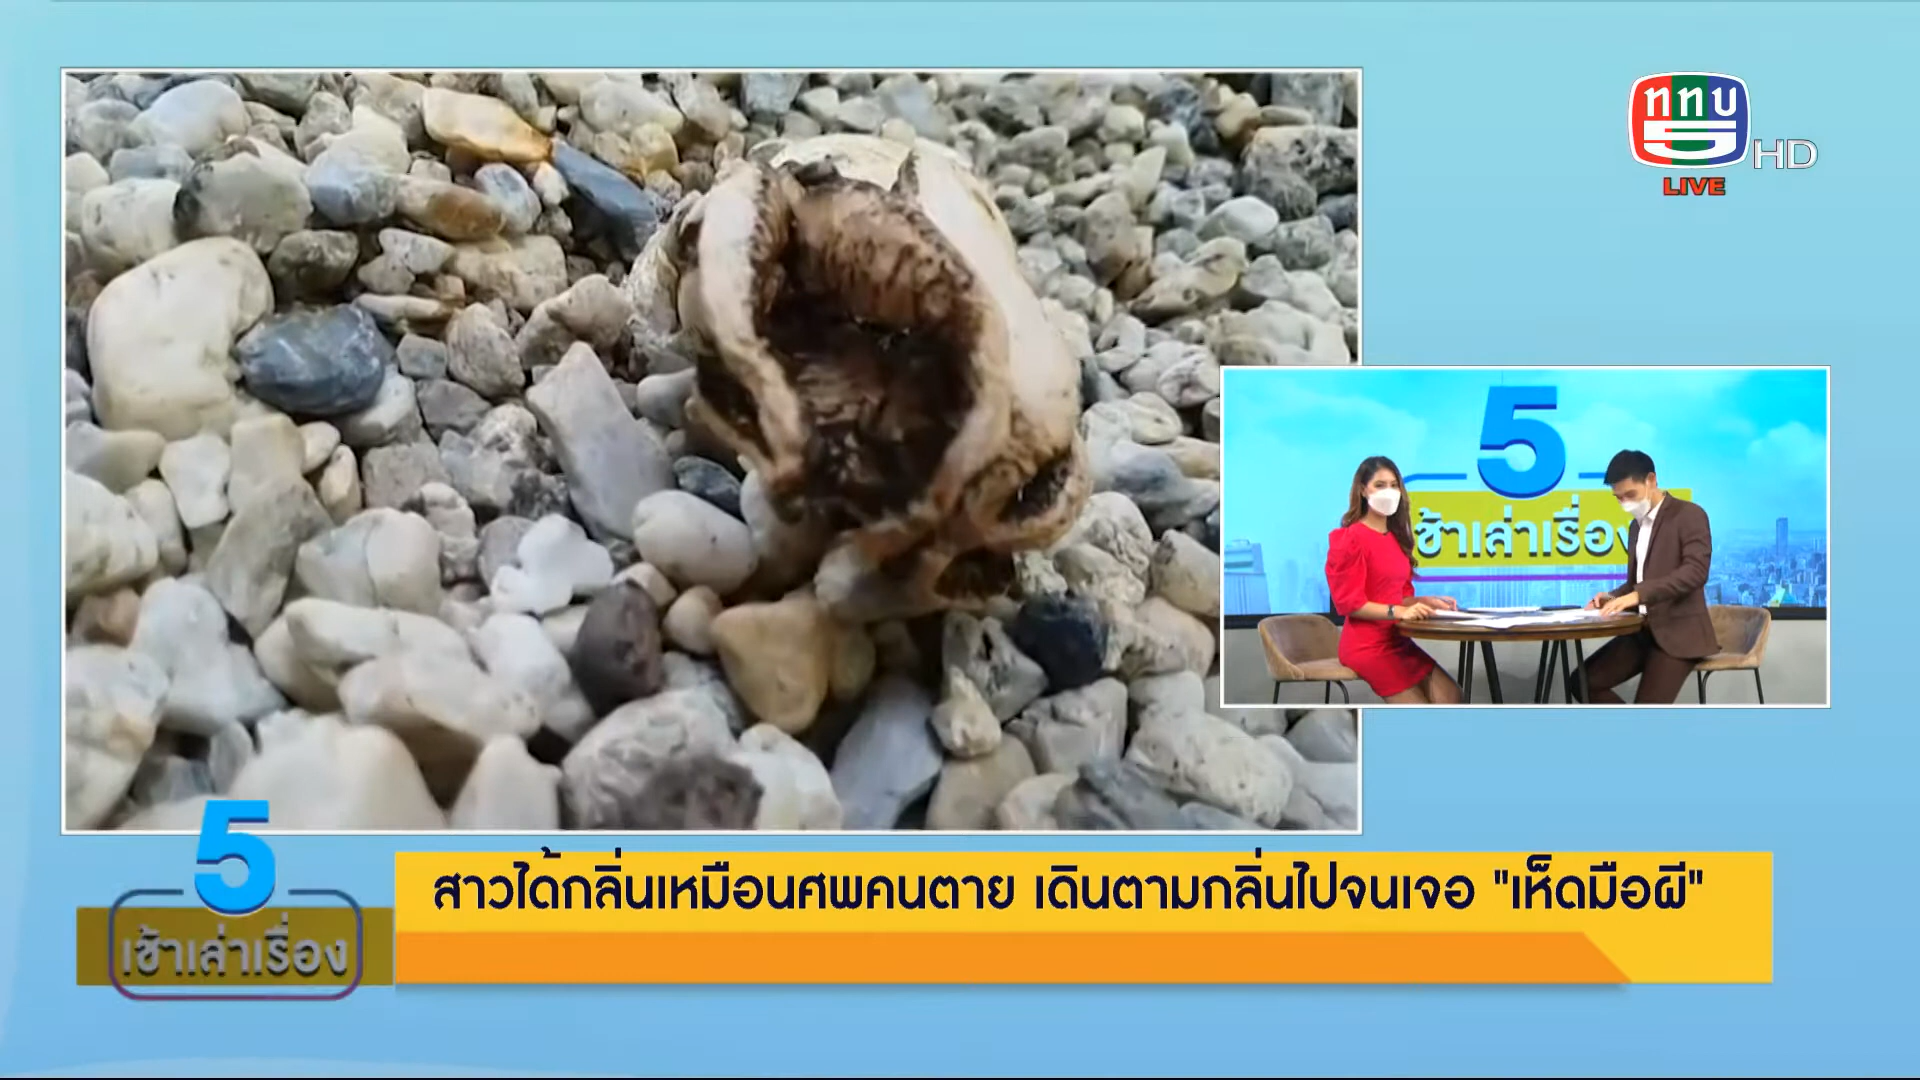 ททบ
5 HD
LIVE
5
เช้าเล่าเรื่อง
สาวได้กลิ่นเหมือนศพคนตาย เดินตามกลิ่นไปจนเจอ "เห็ดมือผี"
5
เช้าเล่าเรื่อง